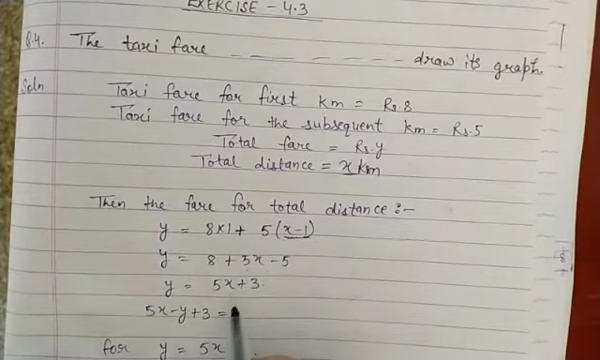 EXERCISE - 4.3
Q.4. The taxi fare _ _ _ _ _ _ _ draw its graph.
Soln Taxi fare for first km = Rs.8
Taxi fare for the subsequent km = Rs.5
Total fare = Rs.y
Total distance = x km
Then the fare for total distance :-
y = 8×1 + 5(x-1)
y = 8 + 5x - 5
y = 5x + 3.
5x - y + 3 =
for y = 5x